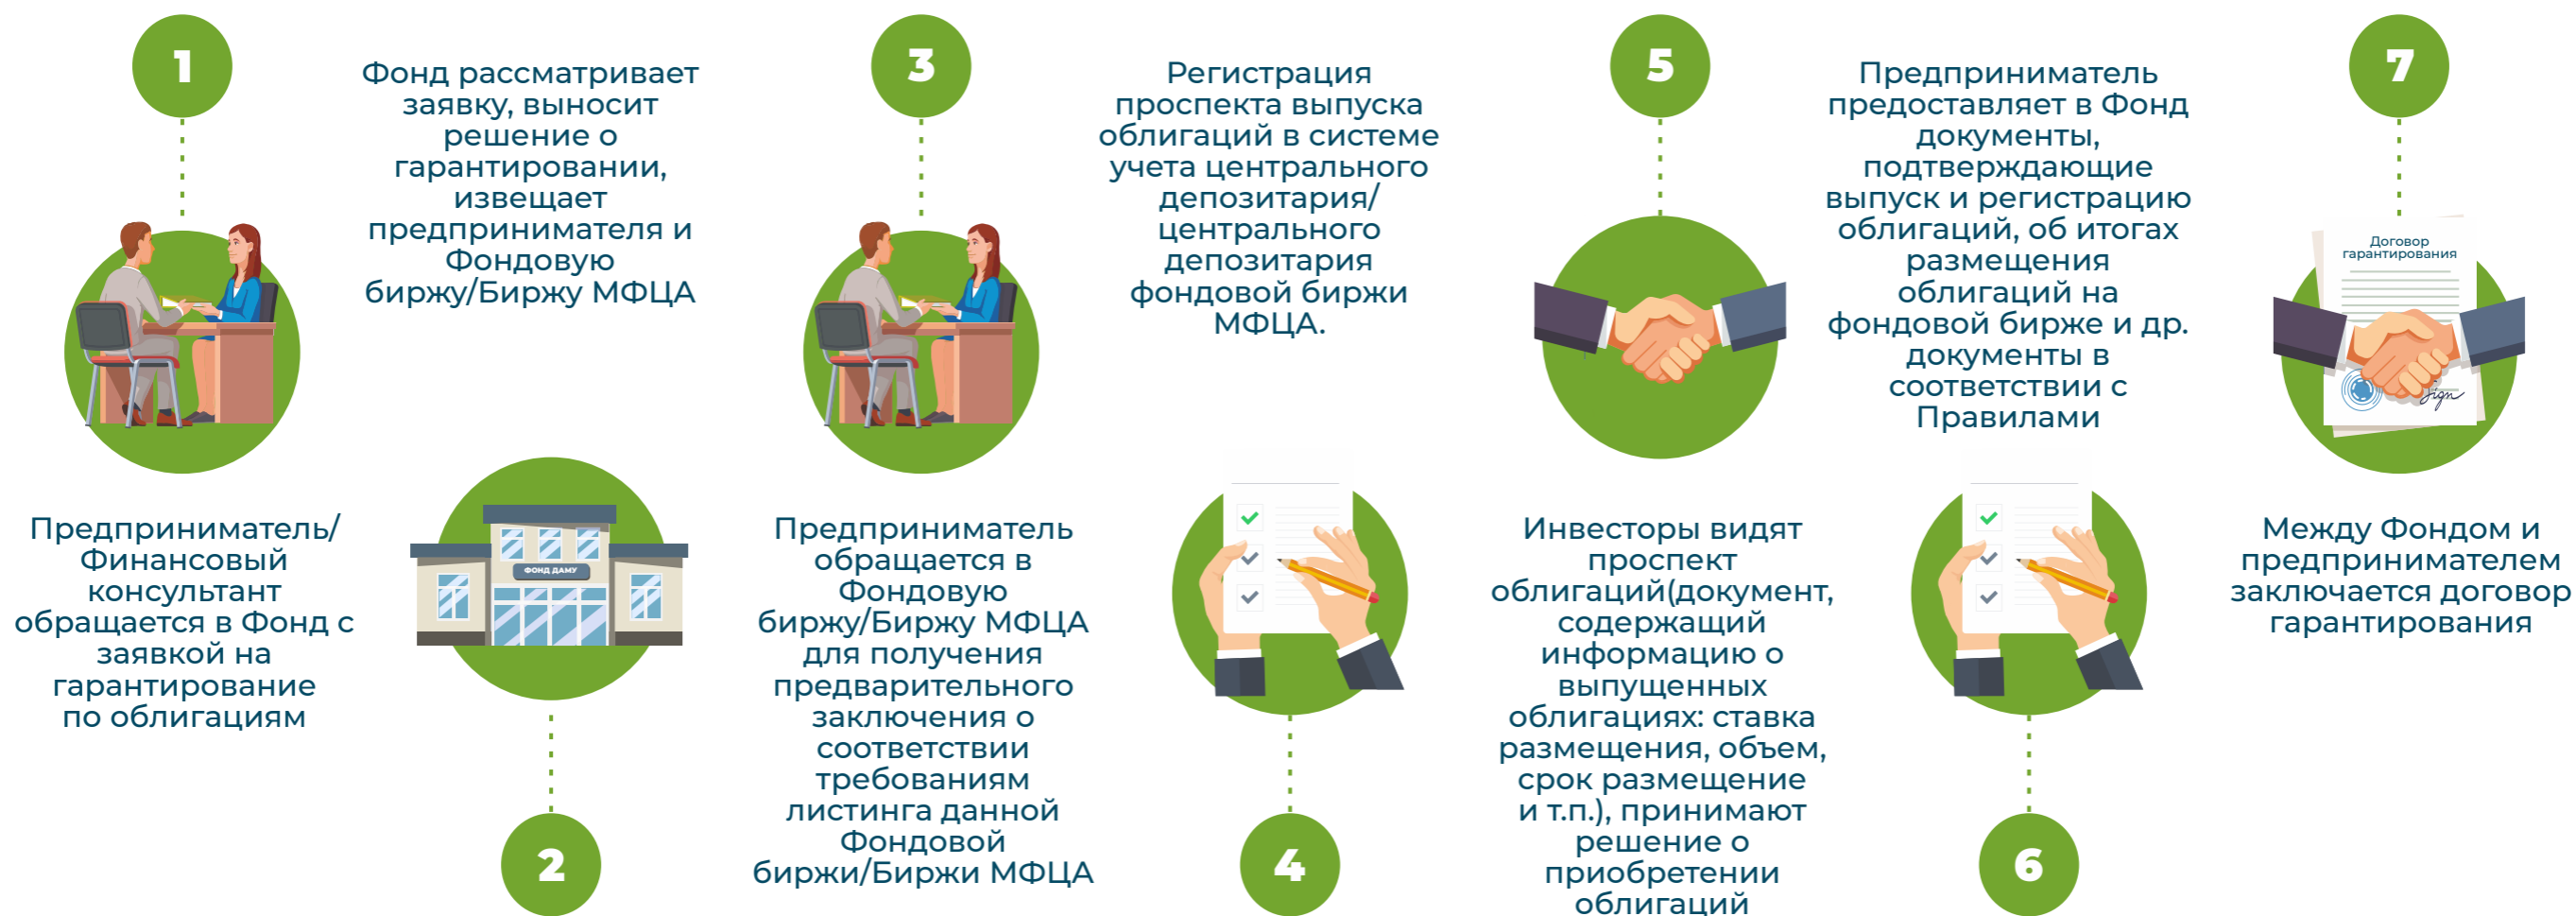 1
Предприниматель/
Финансовый
консультант
обращается в Фонд с
заявкой на
гарантирование
по облигациям
Фонд рассматривает
заявку, выносит
решение о
гарантировании,
извещает
предпринимателя и
Фондовую
биржу/Биржу МФЦА
ФОНД ДАМУ
2
3
Предприниматель
обращается в
Фондовую
биржу/Биржу МФЦА
для получения
предварительного
заключения о
соответствии
требованиям
листинга данной
Фондовой
биржи/Биржи МФЦА
Регистрация
проспекта выпуска
облигаций в системе
учета центрального
депозитария/
центрального
депозитария
фондовой биржи
МФЦА.
4
5
Инвесторы видят
проспект
облигаций(документ,
содержащий
информацию о
выпущенных
облигациях: ставка
размещения, объем,
срок размещение
и т.п.), принимают
решение о
приобретении
облигаций
Предприниматель
предоставляет в Фонд
документы,
подтверждающие
выпуск и регистрацию
облигаций, об итогах
размещения
облигаций на
фондовой бирже и др.
документы в
соответствии с
Правилами
6
7
Договор
гарантирования
Sign
Между Фондом и
предпринимателем
заключается договор
гарантирования